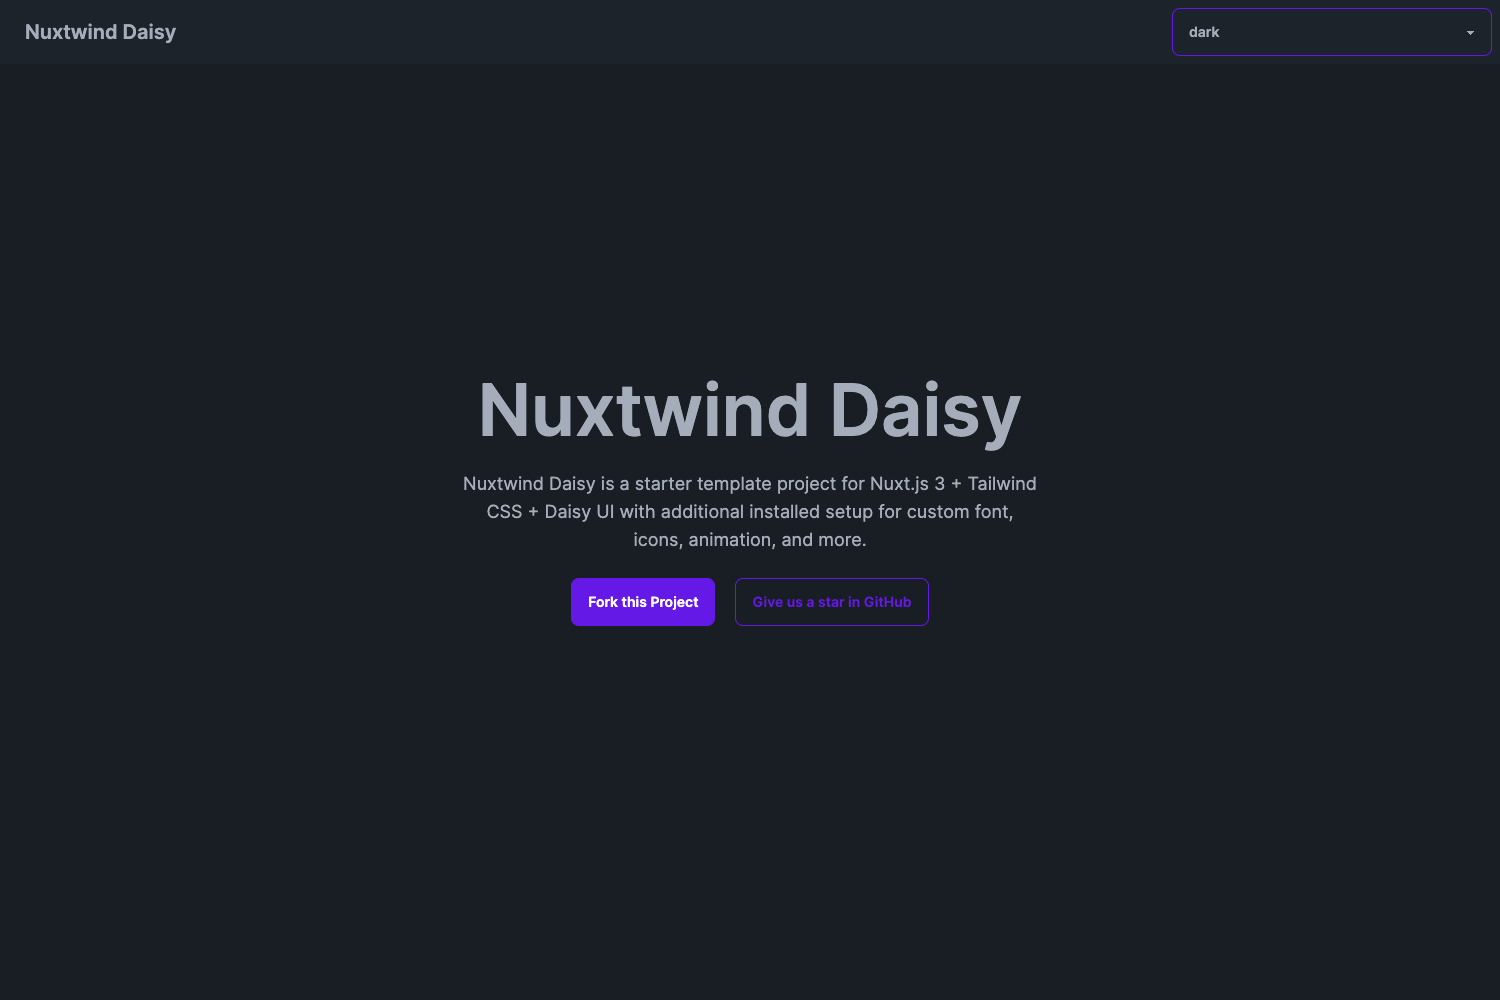 Nuxtwind Daisy
dark
Nuxtwind Daisy
Nuxtwind Daisy is a starter template project for Nuxt.js 3 + Tailwind
CSS + Daisy UI with additional installed setup for custom font,
icons, animation, and more.
Fork this Project
Give us a star in GitHub